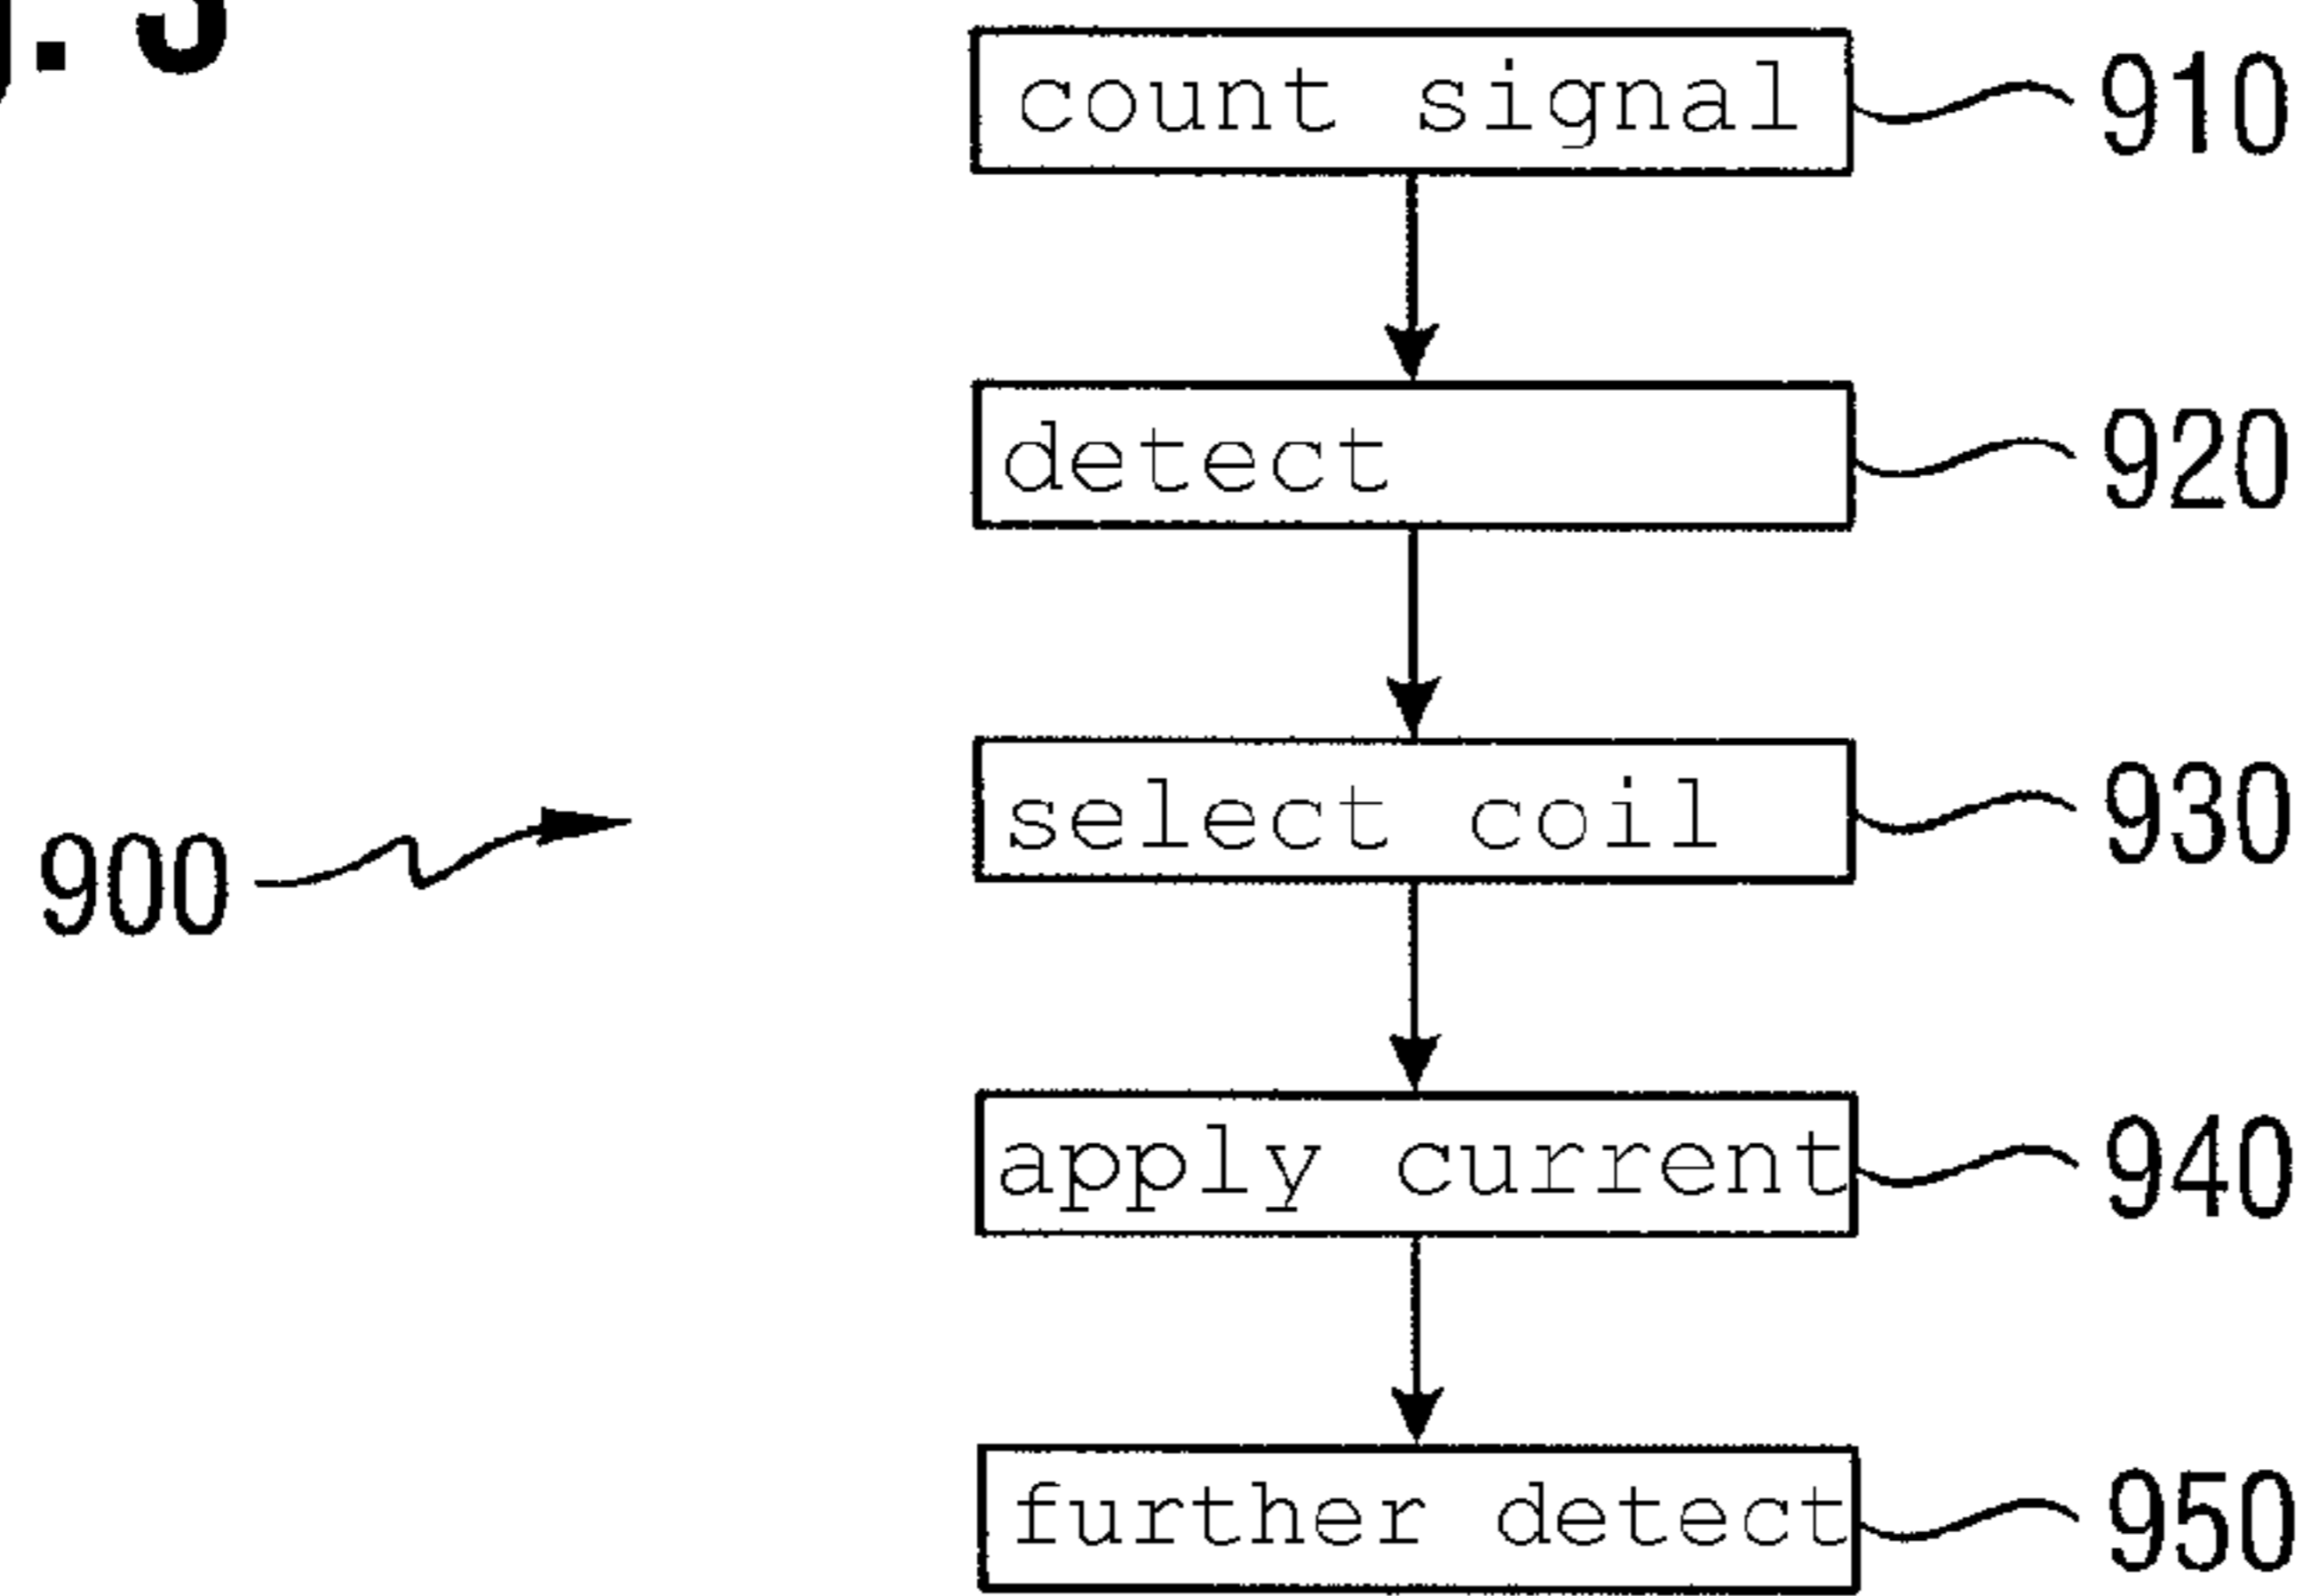 count signal 910
detect 920
select coil 930
900
apply current 940
further detect 950